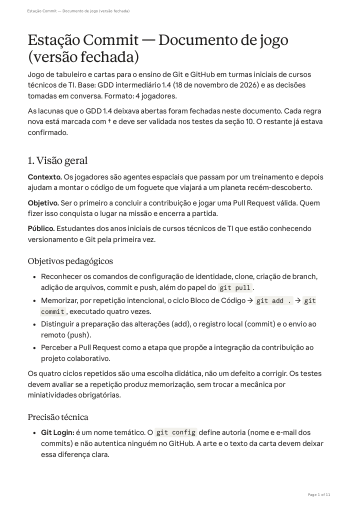 Estação Commit — Documento de jogo (versão fechada)
Estação Commit — Documento de jogo
(versão fechada)
Jogo de tabuleiro e cartas para o ensino de Git e GitHub em turmas iniciais de cursos
técnicos de TI. Base: GDD intermediário 1.4 (18 de novembro de 2026) e as decisões
tomadas em conversa. Formato: 4 jogadores.
As lacunas que o GDD 1.4 deixava abertas foram fechadas neste documento. Cada regra
nova está marcada com † e deve ser validada nos testes da seção 10. O restante já estava
confirmado.
1. Visão geral
Contexto. Os jogadores são agentes espaciais que passam por um treinamento e depois
ajudam a montar o código de um foguete que viajará a um planeta recém-descoberto.
Objetivo. Ser o primeiro a concluir a contribuição e jogar uma Pull Request válida. Quem
fizer isso conquista o lugar na missão e encerra a partida.
Público. Estudantes dos anos iniciais de cursos técnicos de TI que estão conhecendo
versionamento e Git pela primeira vez.
Objetivos pedagógicos
• Reconhecer os comandos de configuração de identidade, clone, criação de branch,
adição de arquivos, commit e push, além do papel do git pull.
• Memorizar, por repetição intencional, o ciclo Bloco de Código → git add . → git
commit, executado quatro vezes.
• Distinguir a preparação das alterações (add), o registro local (commit) e o envio ao
remoto (push).
• Perceber a Pull Request como a etapa que propõe a integração da contribuição ao
projeto colaborativo.
Os quatro ciclos repetidos são uma escolha didática, não um defeito a corrigir. Os testes
devem avaliar se a repetição produz memorização, sem trocar a mecânica por
miniatividades obrigatórias.
Precisão técnica
• Git Login: é um nome temático. O git config define autoria (nome e e-mail dos
commits) e não autentica ninguém no GitHub. A arte e o texto da carta devem deixar
essa diferença clara.
Page 1 of 11